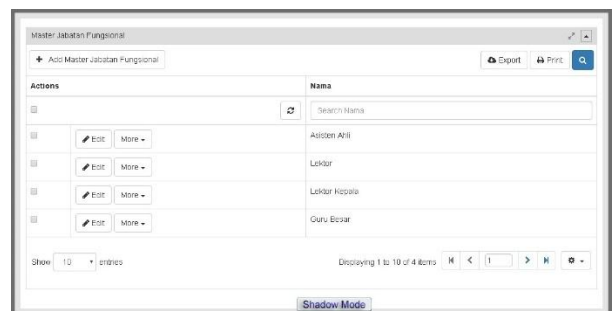 Master Jabatan Fungsional
Add Master Jabatan Fungsional
Export Print
Actions Nama
Search Nama
Edit More Asisten Ahli
Edit More Lektor
Edit More Lektor Kepala
Edit More Guru Besar
Show 10 entries Displaying 1 to 10 of 4 items 1
Shadow Mode